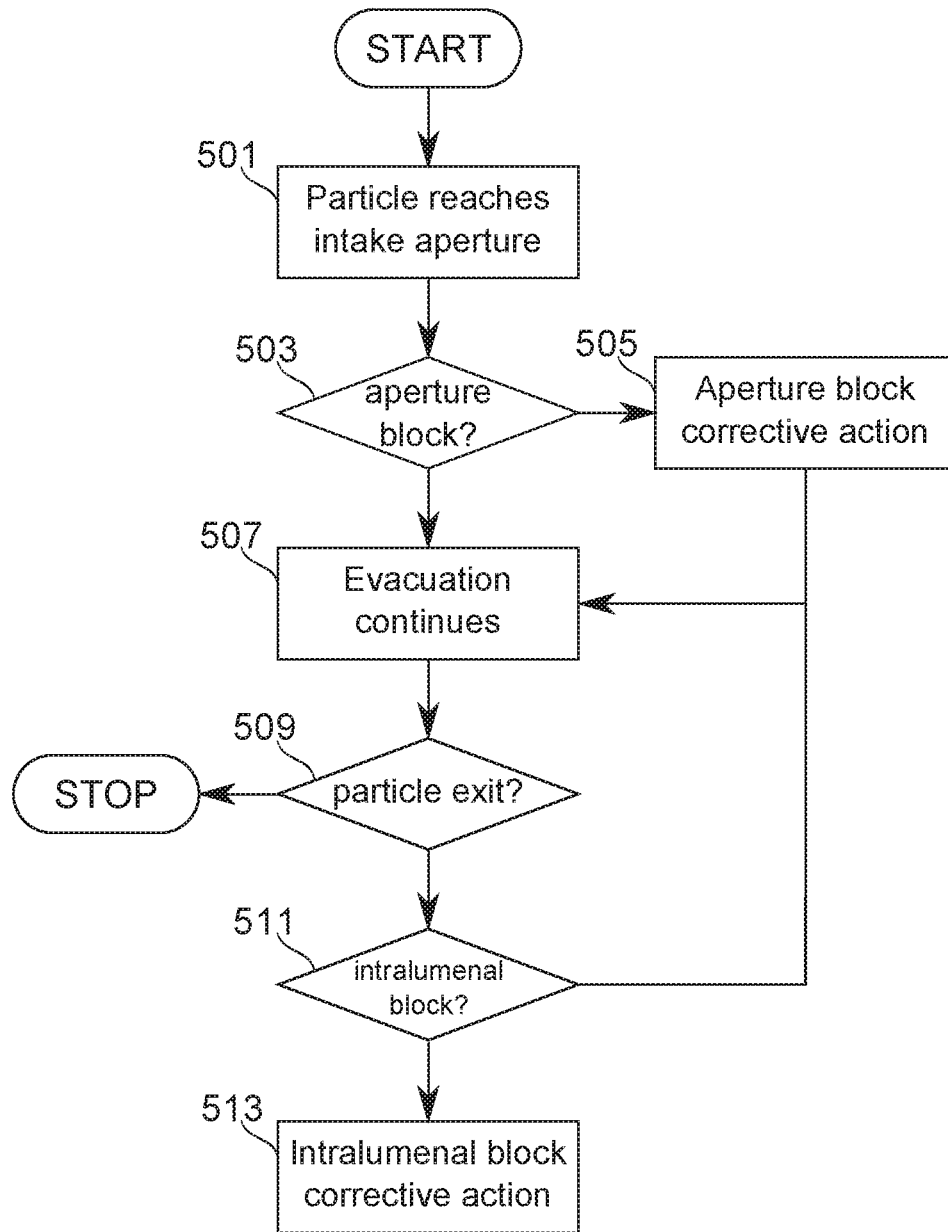 START
501
Particle reaches
intake aperture
503
aperture
block?
505
Aperture block
corrective action
507
Evacuation
continues
509
particle exit?
STOP
511
intralumenal
block?
513
Intralumenal block
corrective action